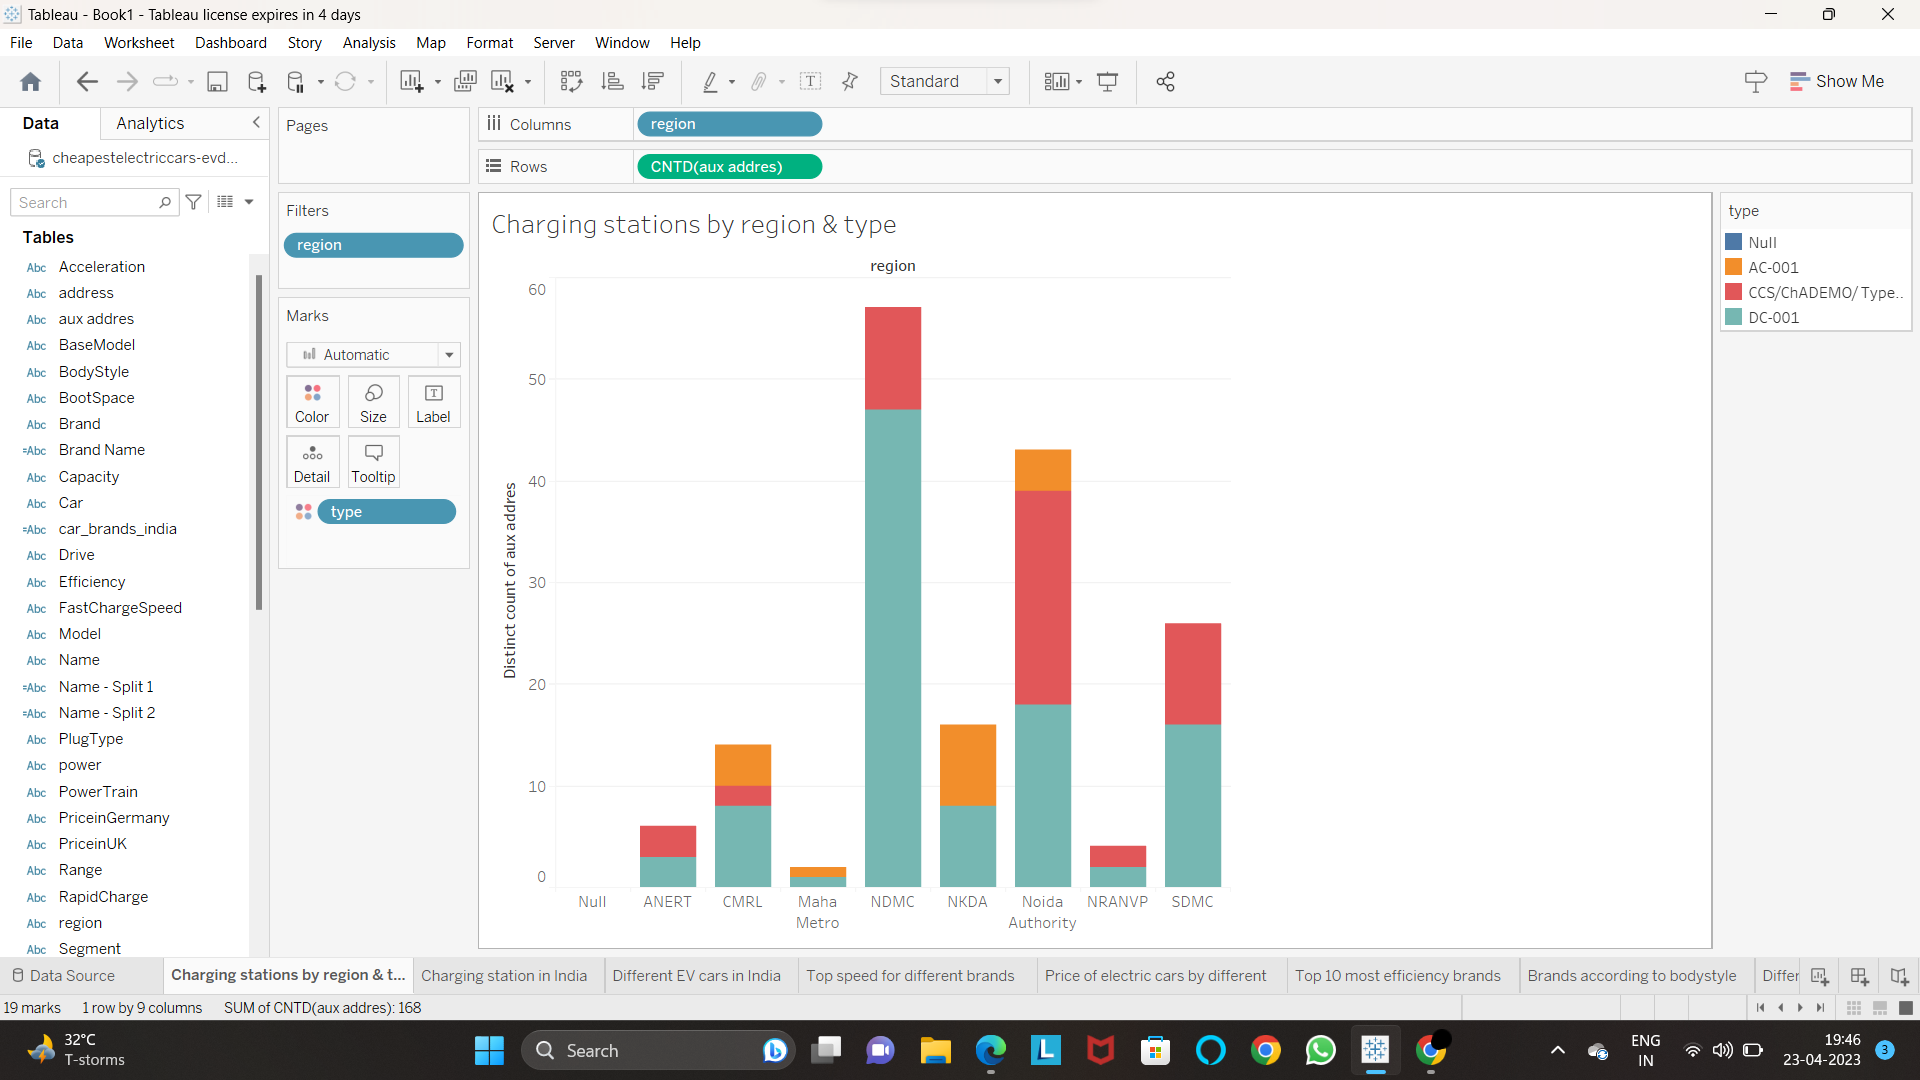 Tableau - Book1 - Tableau license expires in 4 days
File Data Worksheet Dashboard Story Analysis Map Format Server Window Help
Standard
Show Me
Data Analytics
cheapestelectriccars-evd...
Search
Tables
Abc Acceleration
Abc address
Abc aux addres
Abc BaseModel
Abc BodyStyle
Abc BootSpace
Abc Brand
=Abc Brand Name
Abc Capacity
Abc Car
=Abc car_brands_india
Abc Drive
Abc Efficiency
Abc FastChargeSpeed
Abc Model
Abc Name
=Abc Name - Split 1
=Abc Name - Split 2
Abc PlugType
Abc power
Abc PowerTrain
Abc PriceinGermany
Abc PriceinUK
Abc Range
Abc RapidCharge
Abc region
Abc Segment
Pages
Filters
region
Marks
Automatic
Color Size Label
Detail Tooltip
type
Columns region
Rows CNTD(aux addres)
Charging stations by region & type
region
Distinct count of aux addres
60
50
40
30
20
10
0
Null ANERT CMRL Maha Metro NDMC NKDA Noida Authority NRANVP SDMC
type
Null
AC-001
CCS/ChADEMO/ Type..
DC-001
Data Source Charging stations by region & t... Charging station in India Different EV cars in India Top speed for different brands Price of electric cars by different Top 10 most efficiency brands Brands according to bodystyle Differ
19 marks 1 row by 9 columns SUM of CNTD(aux addres): 168
32°C
T-storms
Search
ENG
IN
19:46
23-04-2023
3